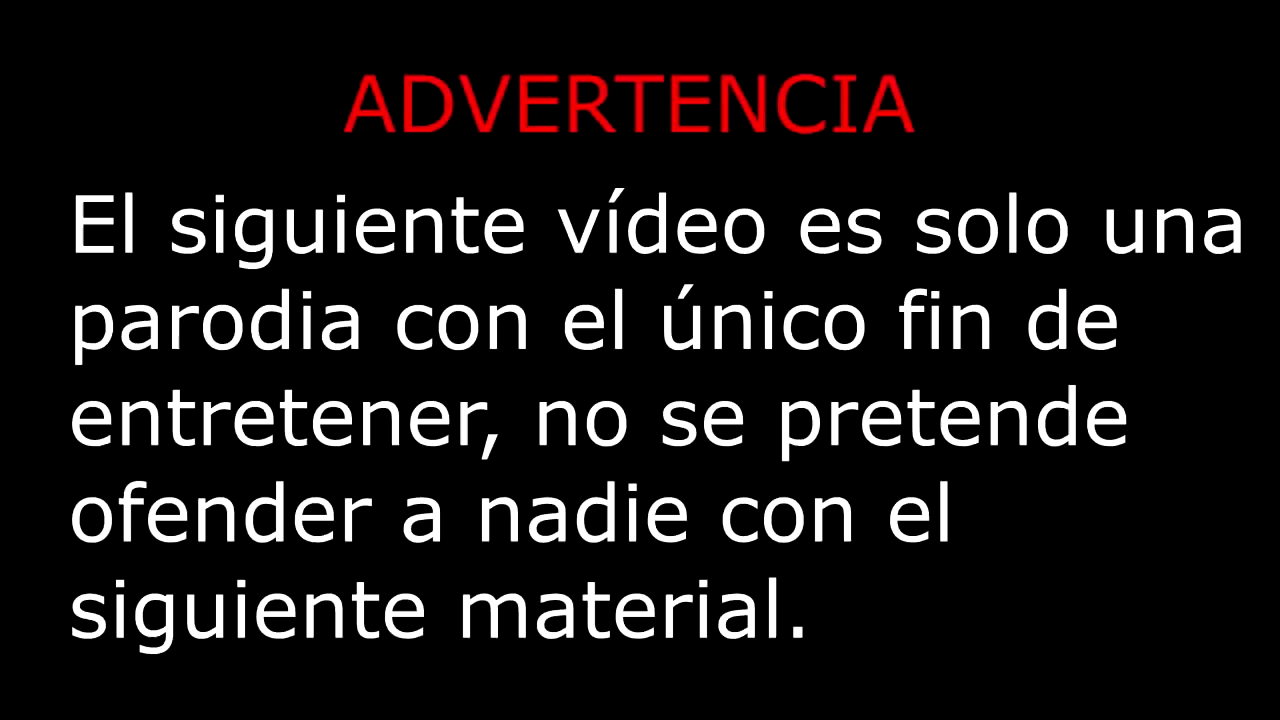 ADVERTENCIA
El siguiente vídeo es solo una
parodia con el único fin de
entretener, no se pretende
ofender a nadie con el
siguiente material.